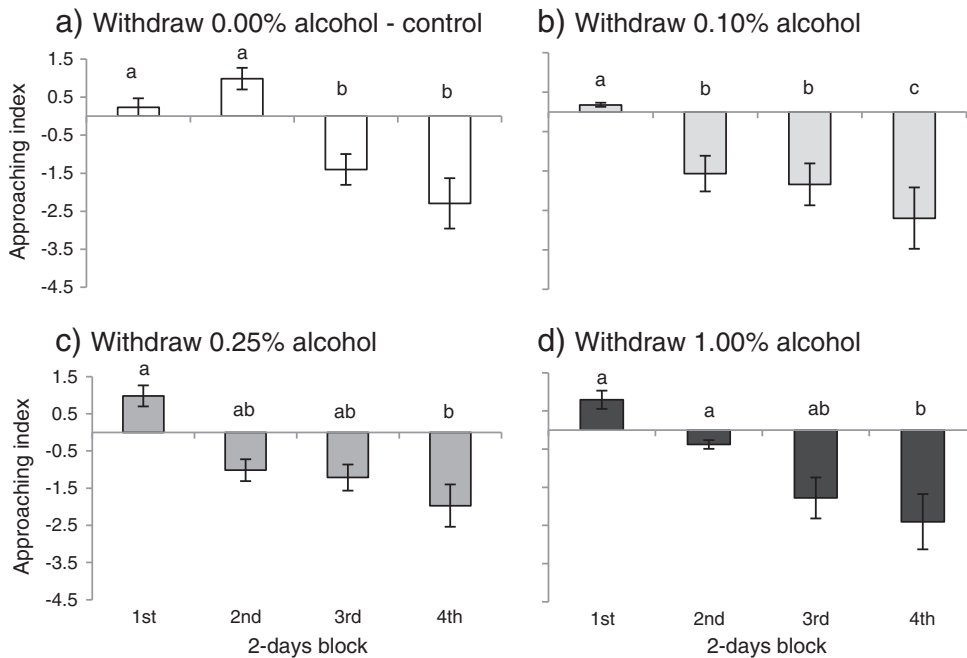 a) Withdraw 0.00% alcohol - control
Approaching index
1.5
0.5
-0.5
-1.5
-2.5
-3.5
-4.5
a
a
b
b
b) Withdraw 0.10% alcohol
a
b
b
c
c) Withdraw 0.25% alcohol
Approaching index
1.5
0.5
-0.5
-1.5
-2.5
-3.5
-4.5
a
ab
ab
b
1st 2nd 3rd 4th
2-days block
d) Withdraw 1.00% alcohol
a
a
ab
b
1st 2nd 3rd 4th
2-days block